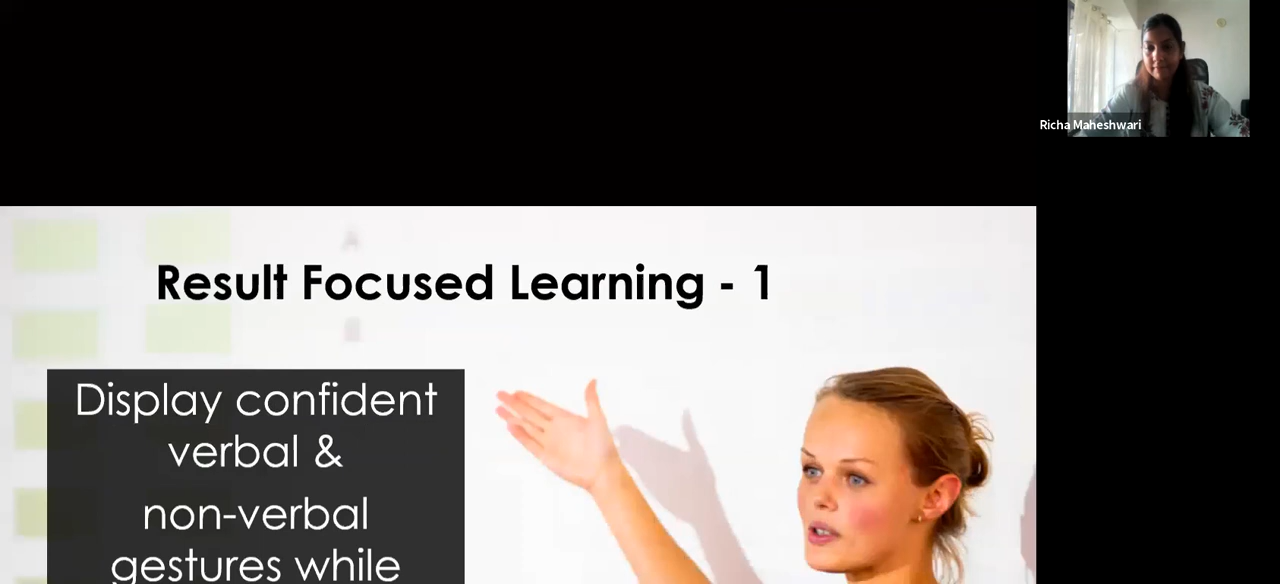 Richa Maheshwari
Result Focused Learning - 1
Display confident
verbal &
non-verbal
gestures while